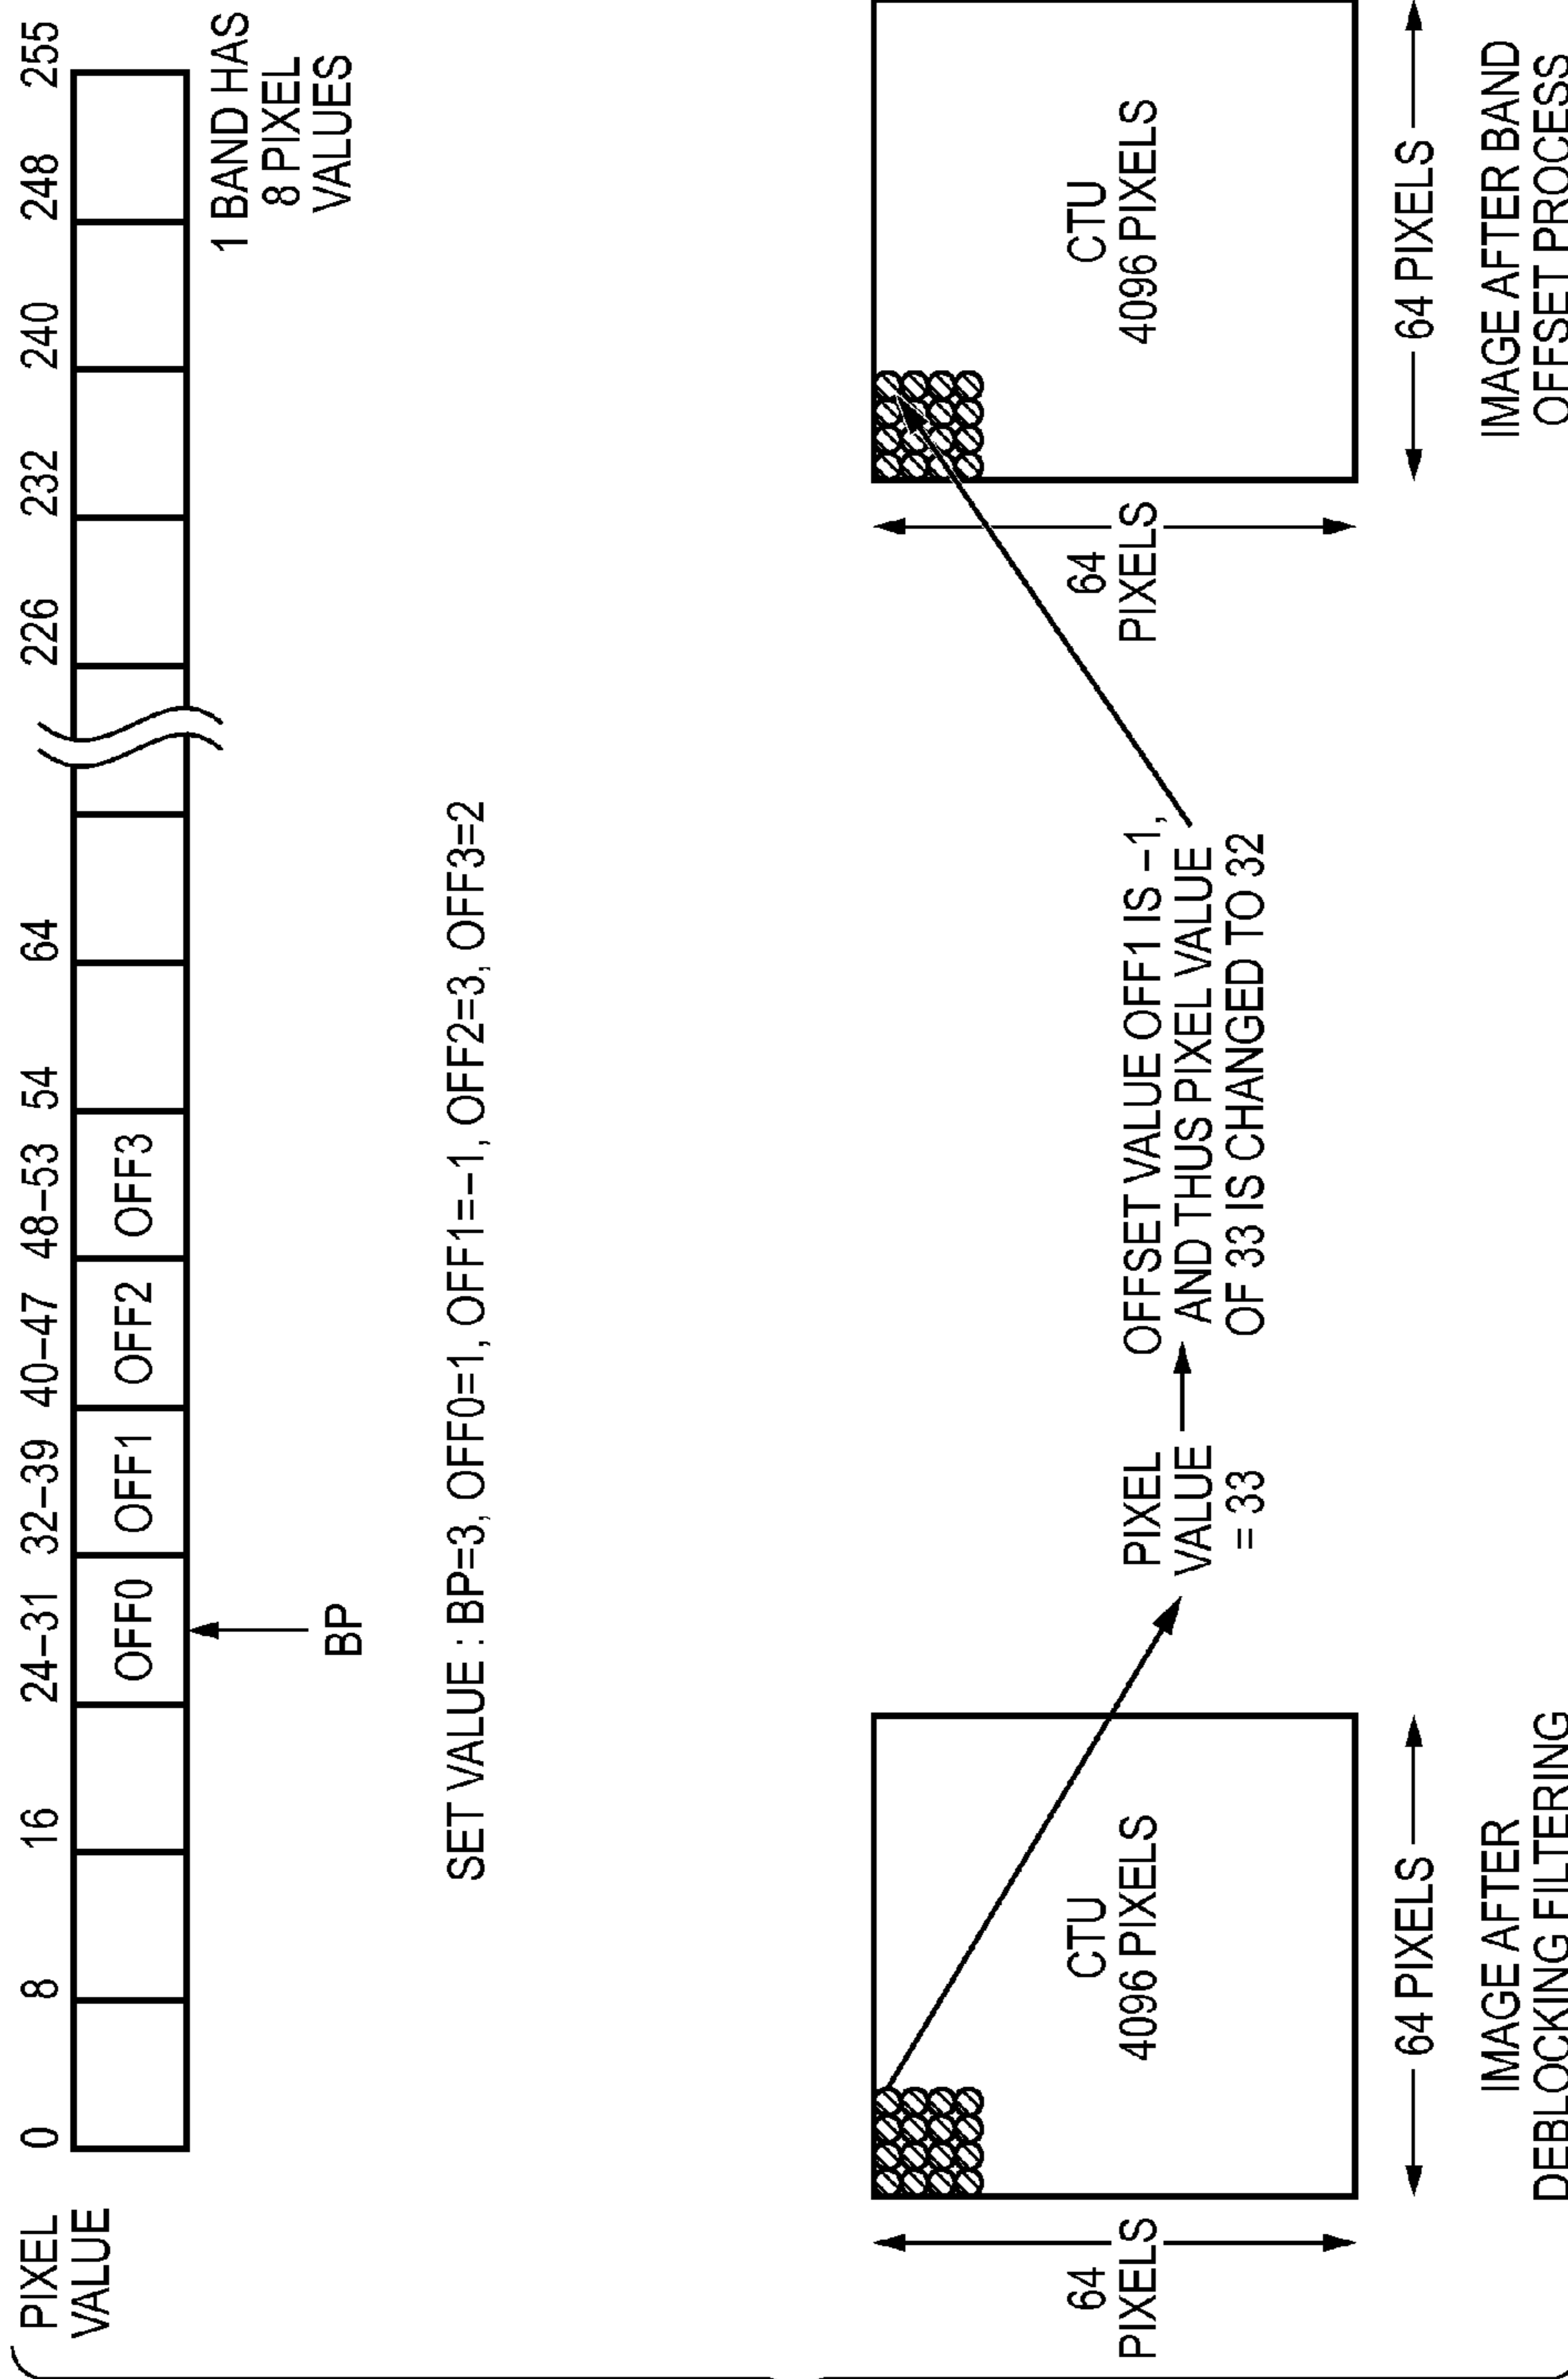 PIXEL
VALUE
0 8 16 24–31 32–39 40–47 48–53 54 64 226 232 240 248 255
OFF0 OFF1 OFF2 OFF3
BP
1 BAND HAS
8 PIXEL
VALUES
SET VALUE : BP=3, OFF0=1, OFF1=–1, OFF2=3, OFF3=2
64
PIXELS
CTU
4096 PIXELS
64 PIXELS
IMAGE AFTER
DEBLOCKING FILTERING
PIXEL
VALUE
= 33
OFFSET VALUE OFF1 IS –1,
AND THUS PIXEL VALUE
OF 33 IS CHANGED TO 32
64
PIXELS
CTU
4096 PIXELS
64 PIXELS
IMAGE AFTER BAND
OFFSET PROCESS